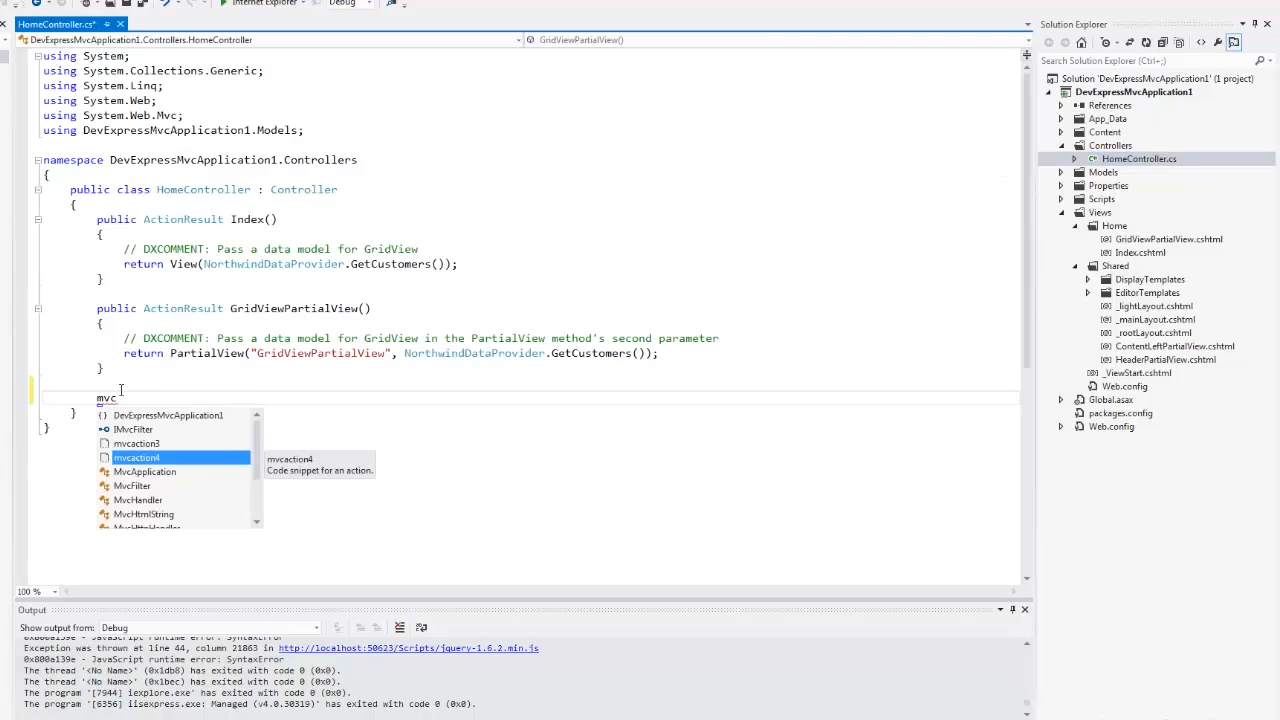 Internet Explorer
Debug
HomeController.cs*
DevExpressMvcApplication1.Controllers.HomeController
GridViewPartialView()
using System;
using System.Collections.Generic;
using System.Linq;
using System.Web;
using System.Web.Mvc;
using DevExpressMvcApplication1.Models;
namespace DevExpressMvcApplication1.Controllers
{
public class HomeController : Controller
{
public ActionResult Index()
{
// DXCOMMENT: Pass a data model for GridView
return View(NorthwindDataProvider.GetCustomers());
}
public ActionResult GridViewPartialView()
{
// DXCOMMENT: Pass a data model for GridView in the PartialView method's second parameter
return PartialView("GridViewPartialView", NorthwindDataProvider.GetCustomers());
}
mvc
}
}
{} DevExpressMvcApplication1
IMvcFilter
mvcaction3
mvcaction4
MvcApplication
MvcFilter
MvcHandler
MvcHtmlString
MvcHttpHandler
mvcaction4
Code snippet for an action.
100 %
Output
Show output from: Debug
0x800a139e - JavaScript runtime error: SyntaxError
Exception was thrown at line 44, column 21863 in http://localhost:50623/Scripts/jquery-1.6.2.min.js
0x800a139e - JavaScript runtime error: SyntaxError
The thread '<No Name>' (0x1db8) has exited with code 0 (0x0).
The thread '<No Name>' (0x1bec) has exited with code 0 (0x0).
The program '[7944] iexplore.exe' has exited with code 0 (0x0).
The program '[6356] iisexpress.exe: Managed (v4.0.30319)' has exited with code 0 (0x0).
Solution Explorer
Search Solution Explorer (Ctrl+;)
Solution 'DevExpressMvcApplication1' (1 project)
DevExpressMvcApplication1
References
App_Data
Content
Controllers
HomeController.cs
Models
Properties
Scripts
Views
Home
GridViewPartialView.cshtml
Index.cshtml
Shared
DisplayTemplates
EditorTemplates
_lightLayout.cshtml
_mainLayout.cshtml
_rootLayout.cshtml
ContentLeftPartialView.cshtml
HeaderPartialView.cshtml
_ViewStart.cshtml
Web.config
Global.asax
packages.config
Web.config